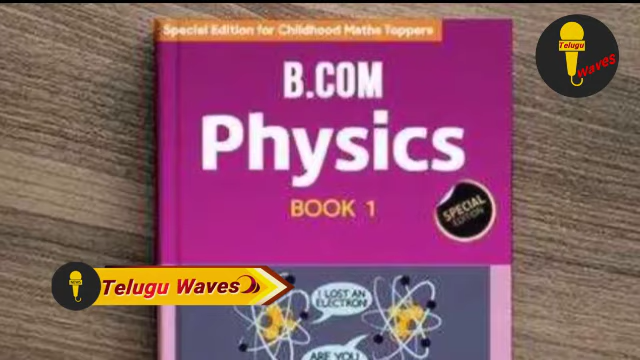 Special Edition for Childhood Maths Toppers
B.COM
Physics
BOOK 1
SPECIAL
EDITION
I LOST AN
ELECTRON!
ARE YOU
Telugu
Waves
NEWS
Telugu Waves